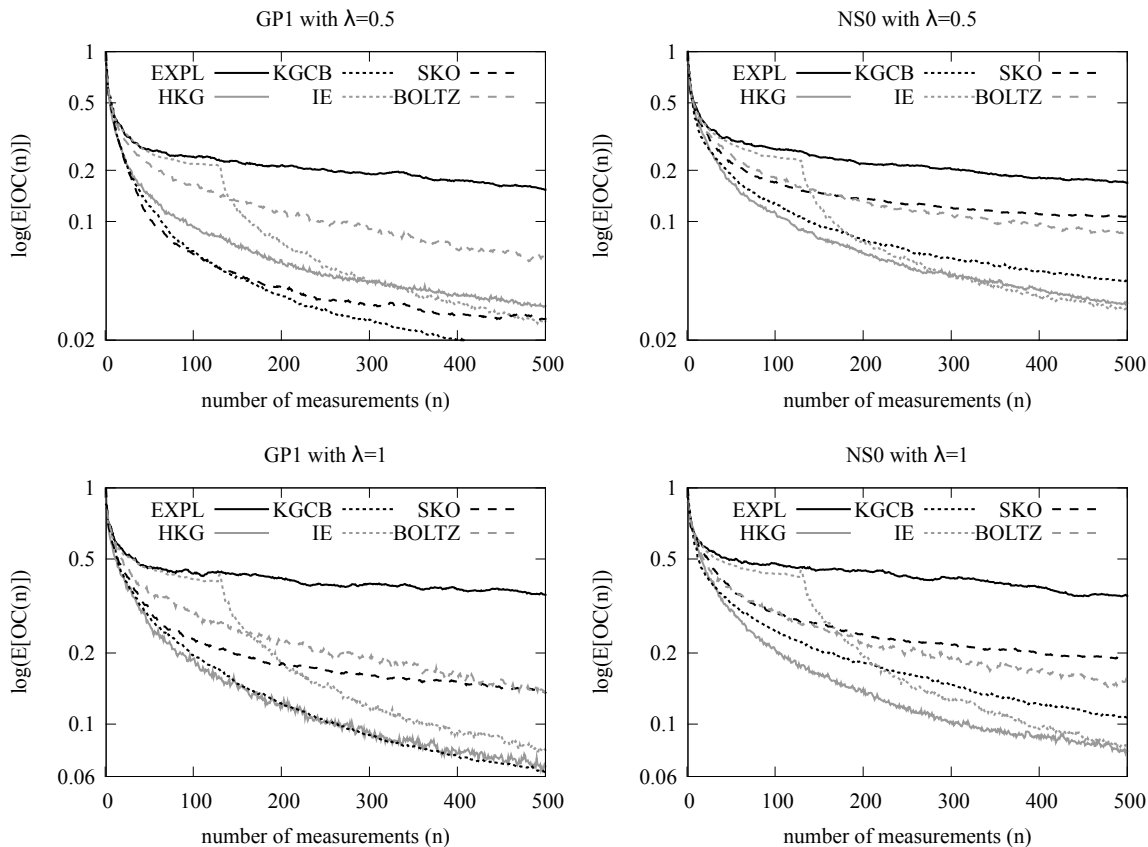 GP1 with λ=0.5
log(E[OC(n)])
1
0.5
0.2
0.1
0.02
EXPL KGCB SKO
HKG IE BOLTZ
0 100 200 300 400 500
number of measurements (n)
NS0 with λ=0.5
log(E[OC(n)])
1
0.5
0.2
0.1
0.02
EXPL KGCB SKO
HKG IE BOLTZ
0 100 200 300 400 500
number of measurements (n)
GP1 with λ=1
log(E[OC(n)])
1
0.5
0.2
0.1
0.06
EXPL KGCB SKO
HKG IE BOLTZ
0 100 200 300 400 500
number of measurements (n)
NS0 with λ=1
log(E[OC(n)])
1
0.5
0.2
0.1
0.06
EXPL KGCB SKO
HKG IE BOLTZ
0 100 200 300 400 500
number of measurements (n)